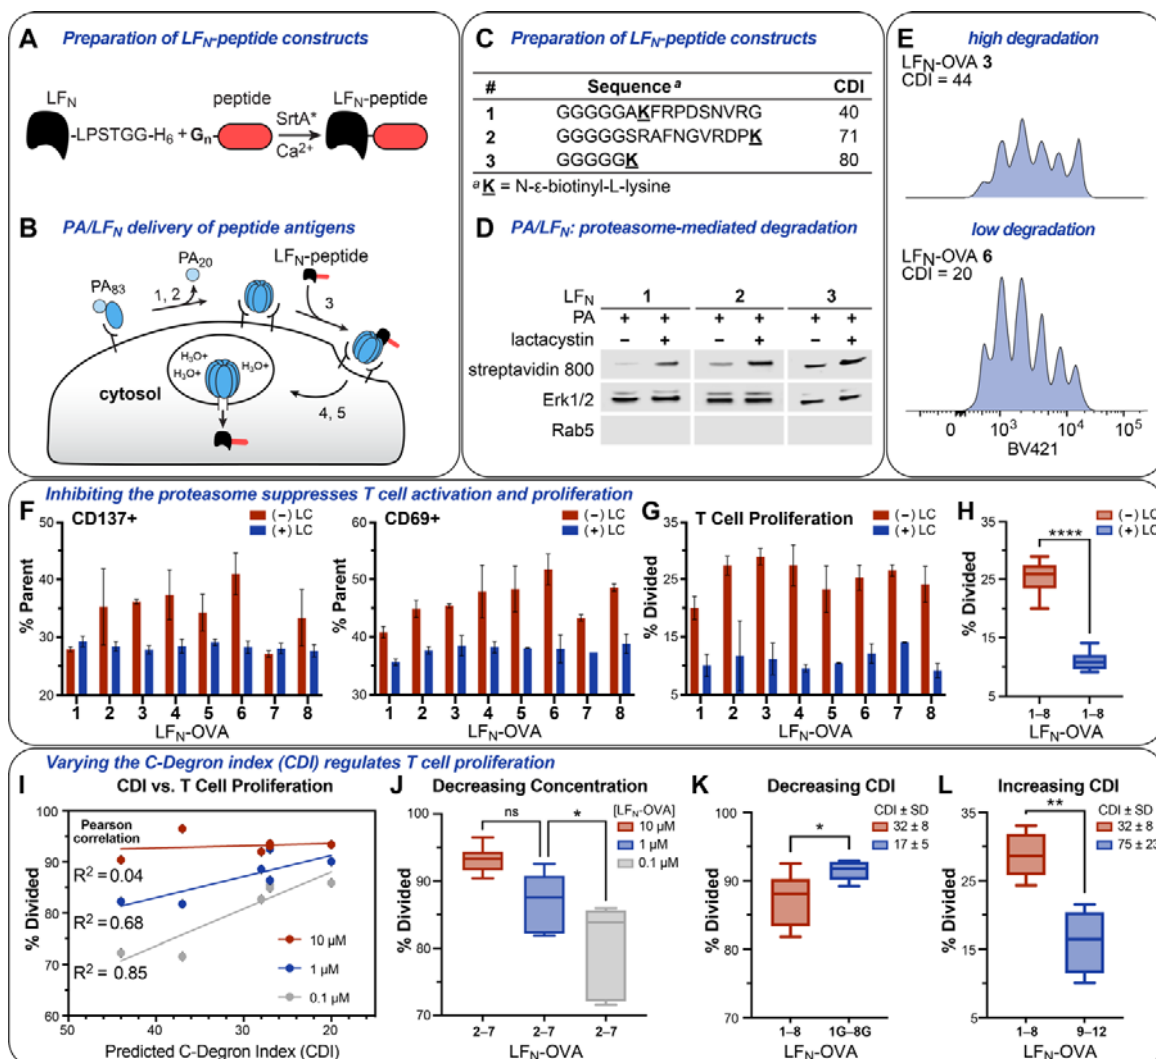 A Preparation of LFN-peptide constructs
LFN
peptide
LFN-peptide
-LPSTGG-H6 + Gn-
SrtA*
Ca2+
B PA/LFN delivery of peptide antigens
PA83
1, 2
PA20
LFN-peptide
3
H3O+
H3O+
H3O+
cytosol
4, 5
C Preparation of LFN-peptide constructs
# Sequence a CDI
1 GGGGGAKFRPDSNVRG 40
2 GGGGGSRAFNGVRDPK 71
3 GGGGGK 80
a K = N-ε-biotinyl-L-lysine
D PA/LFN: proteasome-mediated degradation
LFN 1 2 3
PA + + + + + +
lactacystin − + − + − +
streptavidin 800
Erk1/2
Rab5
E high degradation
LFN-OVA 3
CDI = 44
low degradation
LFN-OVA 6
CDI = 20
0 10^3 10^4 10^5
BV421
Inhibiting the proteasome suppresses T cell activation and proliferation
F CD137+
(−) LC
(+) LC
% Parent
60
50
40
30
20
1 2 3 4 5 6 7 8
LFN-OVA
CD69+
(−) LC
(+) LC
% Parent
60
50
40
30
1 2 3 4 5 6 7 8
LFN-OVA
G T Cell Proliferation
(−) LC
(+) LC
% Divided
35
25
15
5
1 2 3 4 5 6 7 8
LFN-OVA
H
(−) LC
(+) LC
****
% Divided
35
25
15
5
1–8 1–8
LFN-OVA
Varying the C-Degron index (CDI) regulates T cell proliferation
I CDI vs. T Cell Proliferation
Pearson
correlation
R2 = 0.04
R2 = 0.68
R2 = 0.85
10 µM
1 µM
0.1 µM
% Divided
100
90
80
70
60
50 40 30 20
Predicted C-Degron Index (CDI)
J Decreasing Concentration
[LFN-OVA]
10 µM
1 µM
0.1 µM
ns
*
% Divided
100
90
80
70
2–7 2–7 2–7
LFN-OVA
K Decreasing CDI
CDI ± SD
32 ± 8
17 ± 5
*
% Divided
100
90
80
70
1–8 1G–8G
LFN-OVA
L Increasing CDI
CDI ± SD
32 ± 8
75 ± 23
**
% Divided
35
25
15
5
1–8 9–12
LFN-OVA